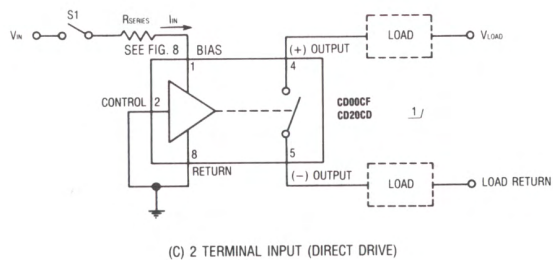 S1
RSERIES
IIN
VIN
SEE FIG. 8
BIAS
1
(+) OUTPUT
4
LOAD
VLOAD
CONTROL
2
CD00CF
CD20CD
1/
8
RETURN
5
(−) OUTPUT
LOAD
LOAD RETURN
(C) 2 TERMINAL INPUT (DIRECT DRIVE)